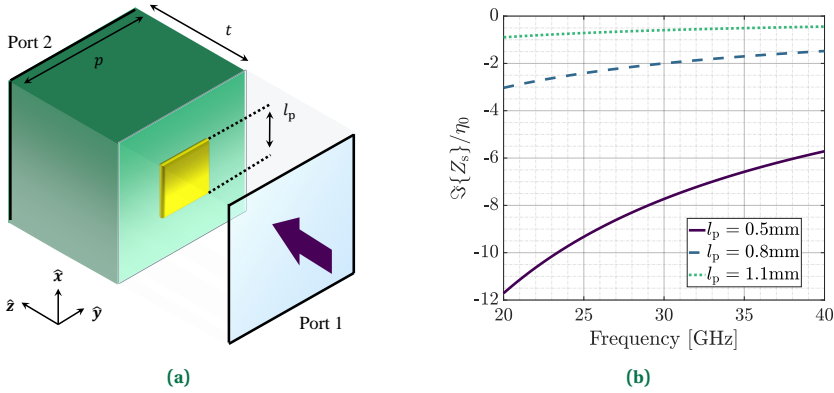 Port 2
p
t
l_p
Port 1
x̂
ẑ
ŷ
(a)
0
-2
-4
-6
-8
-10
-12
ℑ{Z_s}/η_0
l_p = 0.5mm
l_p = 0.8mm
l_p = 1.1mm
20
25
30
35
40
Frequency [GHz]
(b)